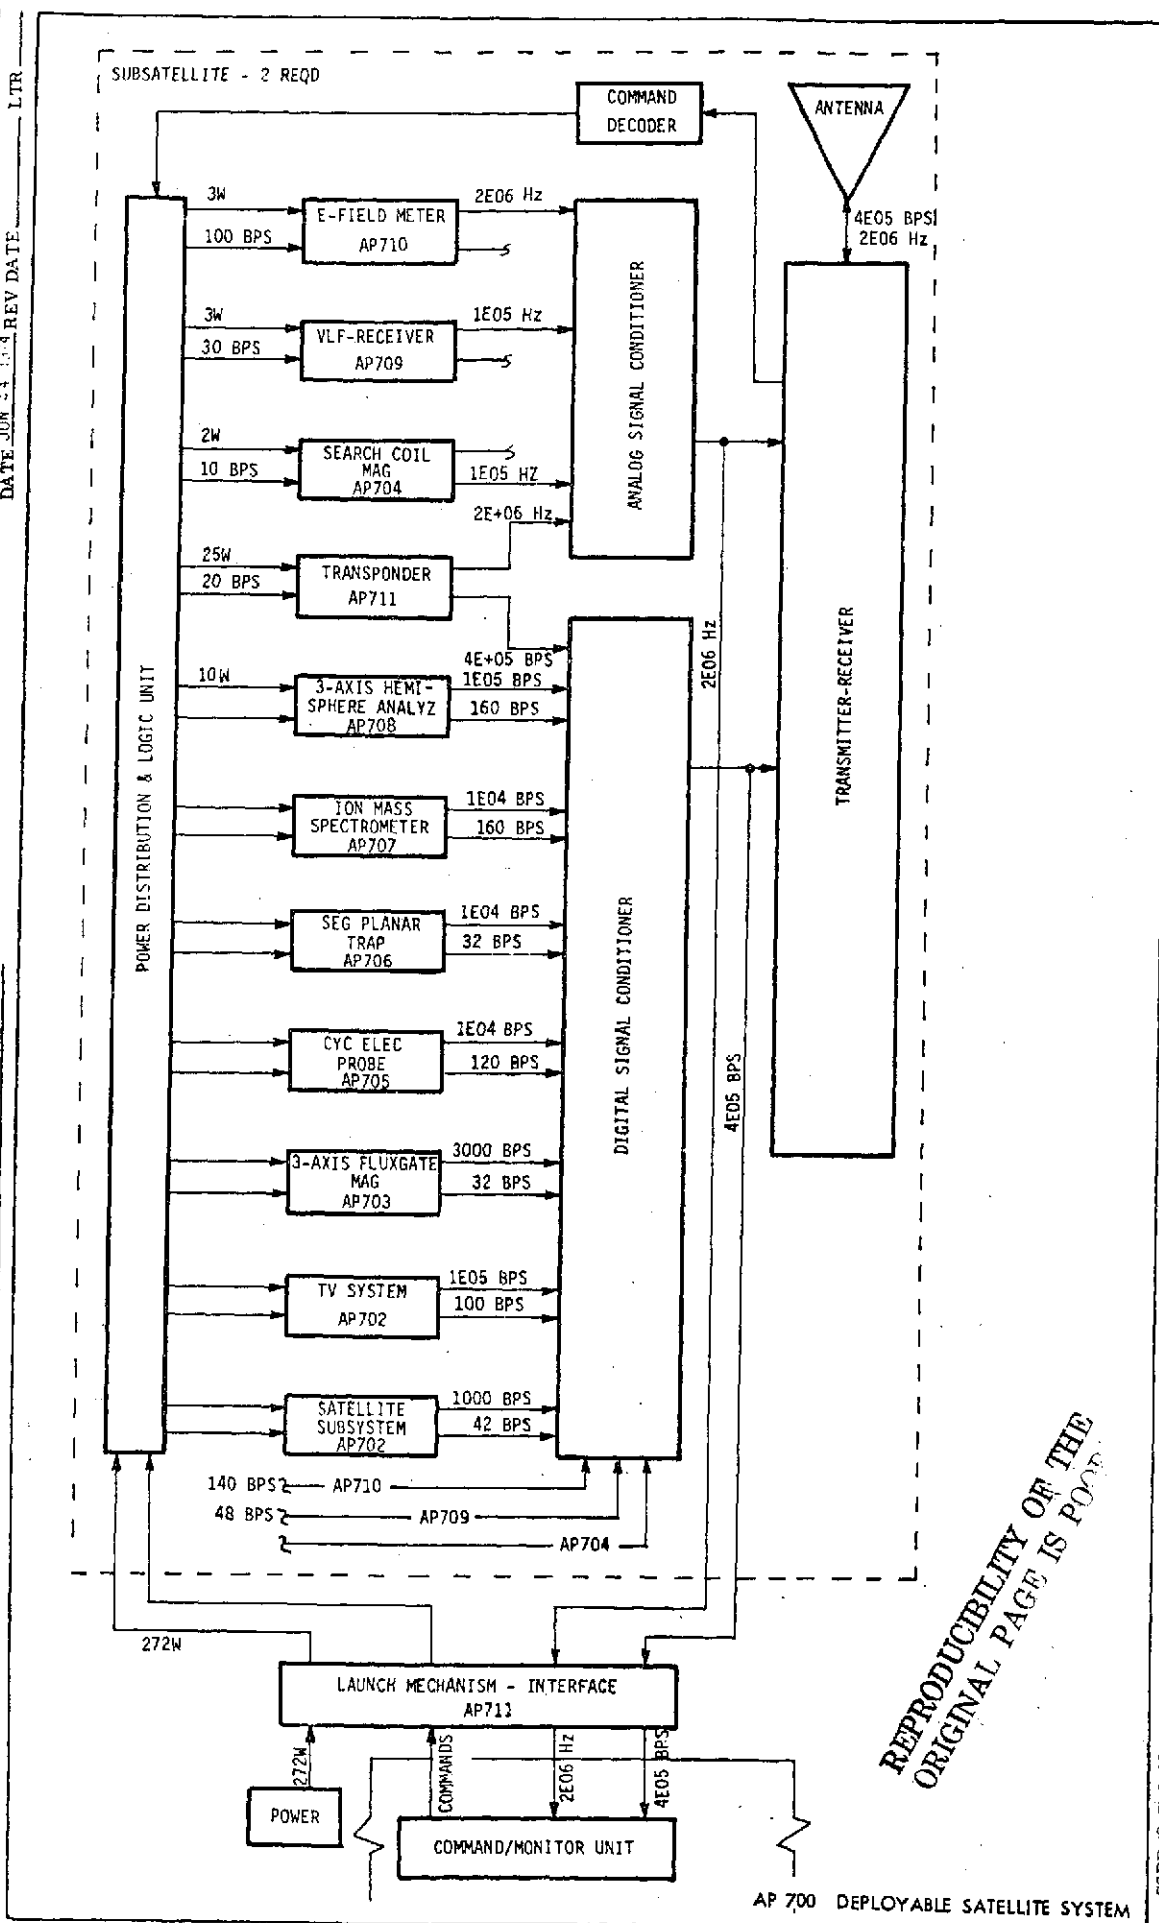 LTR
REV DATE
DATE JUN
SUBSATELLITE - 2 REQD
COMMAND
DECODER
ANTENNA
4E05 BPS
2E06 Hz
3W
100 BPS
E-FIELD METER
AP710
2E06 Hz
3W
30 BPS
VLF-RECEIVER
AP709
1E05 Hz
2W
10 BPS
SEARCH COIL
MAG
AP704
1E05 HZ
2E+06 Hz
ANALOG SIGNAL CONDITIONER
25W
20 BPS
TRANSPONDER
AP711
4E+05 BPS
10W
3-AXIS HEMI-
SPHERE ANALYZ
AP708
1E05 BPS
160 BPS
2E06 Hz
TRANSMITTER-RECEIVER
POWER DISTRIBUTION & LOGIC UNIT
ION MASS
SPECTROMETER
AP707
1E04 BPS
160 BPS
SEG PLANAR
TRAP
AP706
1E04 BPS
32 BPS
DIGITAL SIGNAL CONDITIONER
CYC ELEC
PROBE
AP705
1E04 BPS
120 BPS
4E05 BPS
3-AXIS FLUXGATE
MAG
AP703
3000 BPS
32 BPS
TV SYSTEM
AP702
1E05 BPS
100 BPS
SATELLITE
SUBSYSTEM
AP702
1000 BPS
42 BPS
140 BPS
AP710
48 BPS
AP709
AP704
272W
LAUNCH MECHANISM - INTERFACE
AP711
272W
COMMANDS
2E06 Hz
4E05 BPS
POWER
COMMAND/MONITOR UNIT
REPRODUCIBILITY OF THE
ORIGINAL PAGE IS POOR
AP 700 DEPLOYABLE SATELLITE SYSTEM